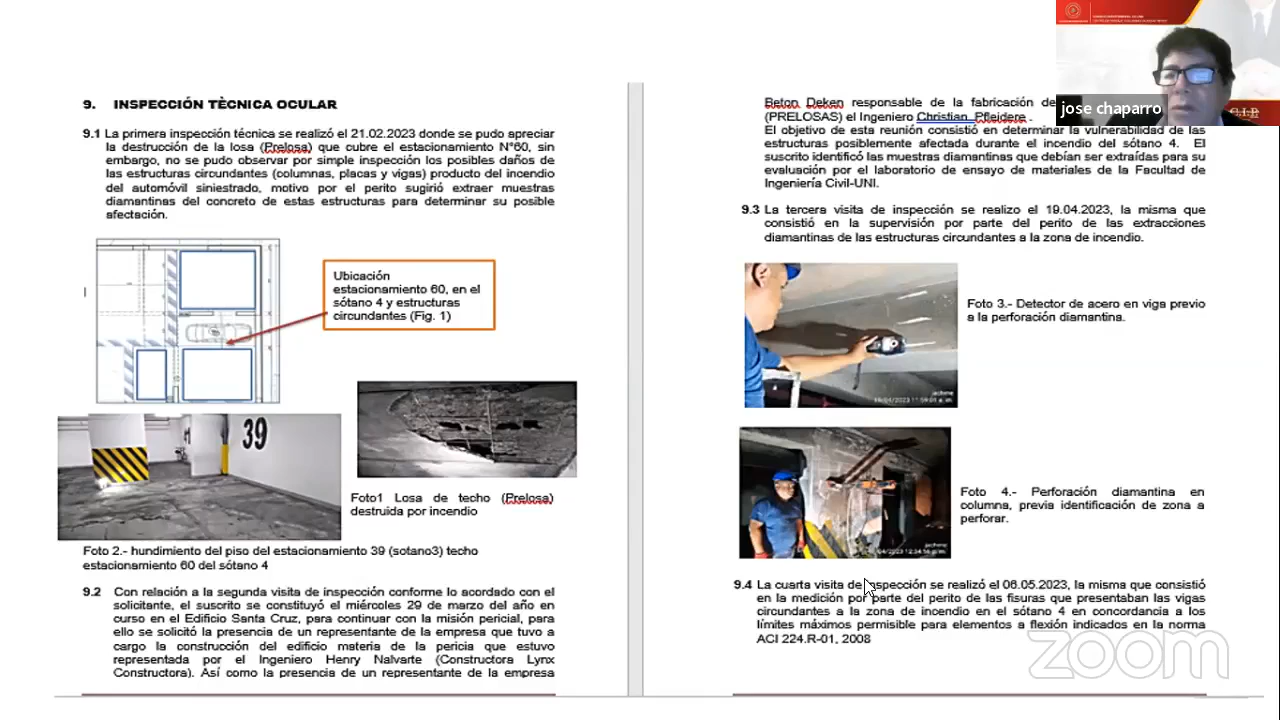 9. INSPECCIÓN TÈCNICA OCULAR
9.1 La primera inspección técnica se realizó el 21.02.2023 donde se pudo apreciar
la destrucción de la losa (Prelosa) que cubre el estacionamiento N°60, sin
embargo, no se pudo observar por simple inspección los posibles daños de
las estructuras circundantes (columnas, placas y vigas) producto del incendio
del automóvil siniestrado, motivo por el perito sugirió extraer muestras
diamantinas del concreto de estas estructuras para determinar su posible
afectación.
Ubicación
estacionamiento 60, en el
sótano 4 y estructuras
circundantes (Fig. 1)
39
Foto1 Losa de techo (Prelosa)
destruida por incendio
Foto 2.- hundimiento del piso del estacionamiento 39 (sotano3) techo
estacionamiento 60 del sótano 4
9.2 Con relación a la segunda visita de inspección conforme lo acordado con el
solicitante, el suscrito se constituyó el miércoles 29 de marzo del año en
curso en el Edificio Santa Cruz, para continuar con la misión pericial, para
ello se solicitó la presencia de un representante de la empresa que tuvo a
cargo la construcción del edificio materia de la pericia que estuvo
representada por el Ingeniero Henry Nalvarte (Constructora Lynx
Constructora). Así como la presencia de un representante de la empresa
Beton Deken responsable de la fabricación de
(PRELOSAS) el Ingeniero Christian Pfleidere .
El objetivo de esta reunión consistió en determinar la vulnerabilidad de las
estructuras posiblemente afectada durante el incendio del sótano 4. El
suscrito identificó las muestras diamantinas que debían ser extraídas para su
evaluación por el laboratorio de ensayo de materiales de la Facultad de
Ingeniería Civil-UNI.
9.3 La tercera visita de inspección se realizo el 19.04.2023, la misma que
consistió en la supervisión por parte del perito de las extracciones
diamantinas de las estructuras circundantes a la zona de incendio.
Foto 3.- Detector de acero en viga previo
a la perforación diamantina.
Foto 4.- Perforación diamantina en
columna, previa identificación de zona a
perforar.
9.4 La cuarta visita de inspección se realizó el 06.05.2023, la misma que consistió
en la medición por parte del perito de las fisuras que presentaban las vigas
circundantes a la zona de incendio en el sótano 4 en concordancia a los
límites máximos permisible para elementos a flexión indicados en la norma
ACI 224.R-01, 2008
jose chaparro
C.I.P.
zoom